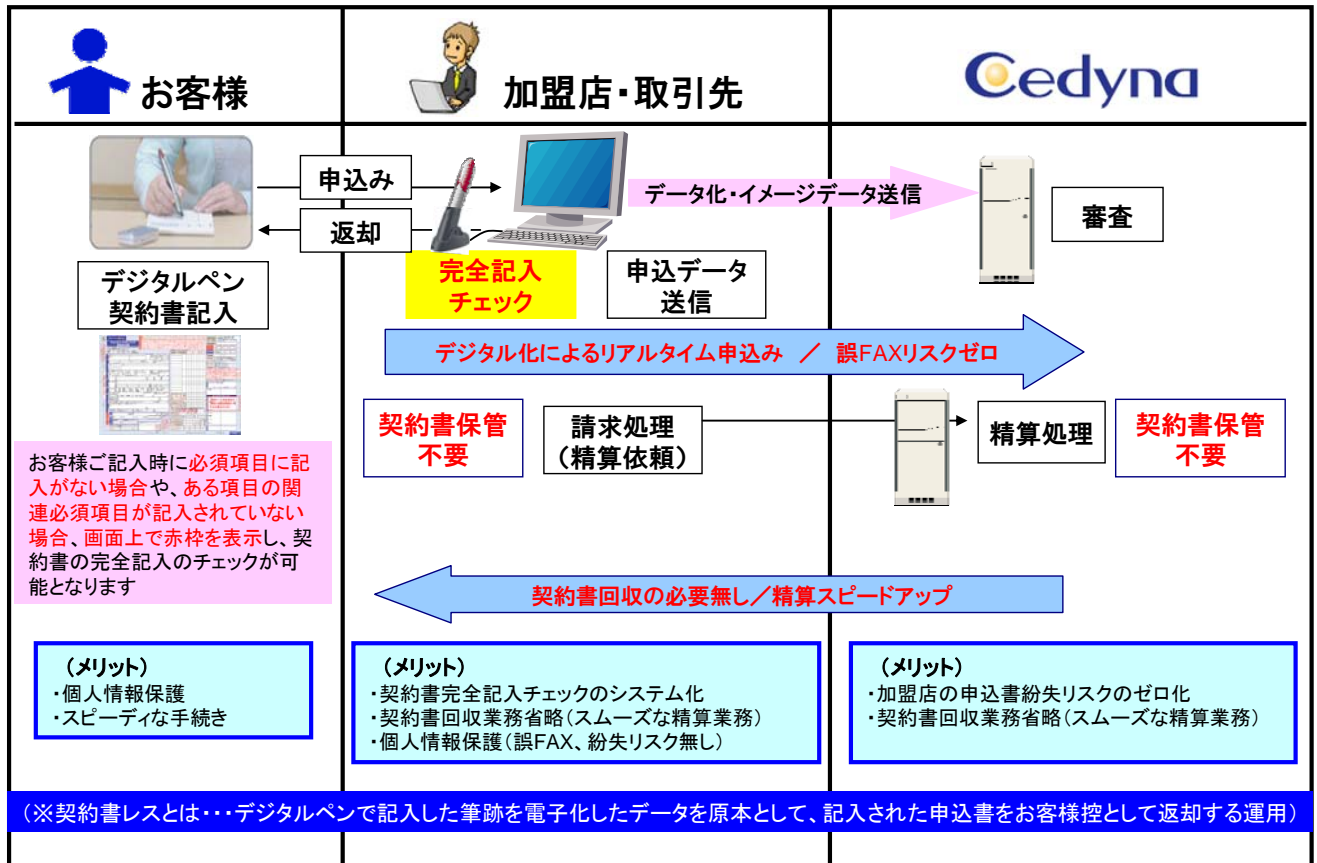 お客様
加盟店・取引先
Cedyna
申込み
返却
データ化・イメージデータ送信
審査
デジタルペン
契約書記入
完全記入
チェック
申込データ
送信
デジタル化によるリアルタイム申込み ／ 誤FAXリスクゼロ
契約書保管
不要
請求処理
（精算依頼）
精算処理
契約書保管
不要
お客様ご記入時に必須項目に記
入がない場合や、ある項目の関
連必須項目が記入されていない
場合、画面上で赤枠を表示し、契
約書の完全記入のチェックが可
能となります
契約書回収の必要無し／精算スピードアップ
（メリット）
・個人情報保護
・スピーディな手続き
（メリット）
・契約書完全記入チェックのシステム化
・契約書回収業務省略（スムーズな精算業務）
・個人情報保護（誤FAX、紛失リスク無し）
（メリット）
・加盟店の申込書紛失リスクのゼロ化
・契約書回収業務省略（スムーズな精算業務）
（※契約書レスとは・・・デジタルペンで記入した筆跡を電子化したデータを原本として、記入された申込書をお客様控として返却する運用）